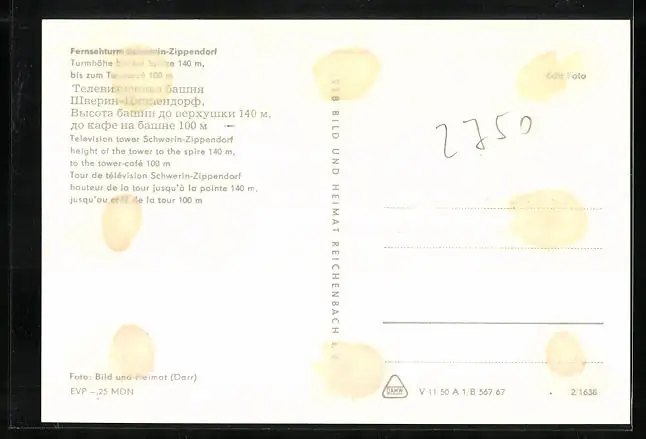 Fernsehturm Schwerin-Zippendorf
Turmhöhe bis zur Spitze 140 m,
bis zum 100 m
Телевизионная башня
Шверин-Циппендорф,
Высота башни до верхушки 140 м,
до кафе на башне 100 м
Television tower Schwerin-Zippendorf
height of the tower to the spire 140 m,
to the tower-café 100 m
Tour de télévision Schwerin-Zippendorf
hauteur de la tour jusqu'à la pointe 140 m,
jusqu'au café de la tour 100 m
Foto: Bild und Heimat (Darr)
EVP –,25 MDN
VEB BILD UND HEIMAT REICHENBACH i. V.
Echt Foto
2750
DAMW
V 11 50 A 1/B 567/67
2/1638